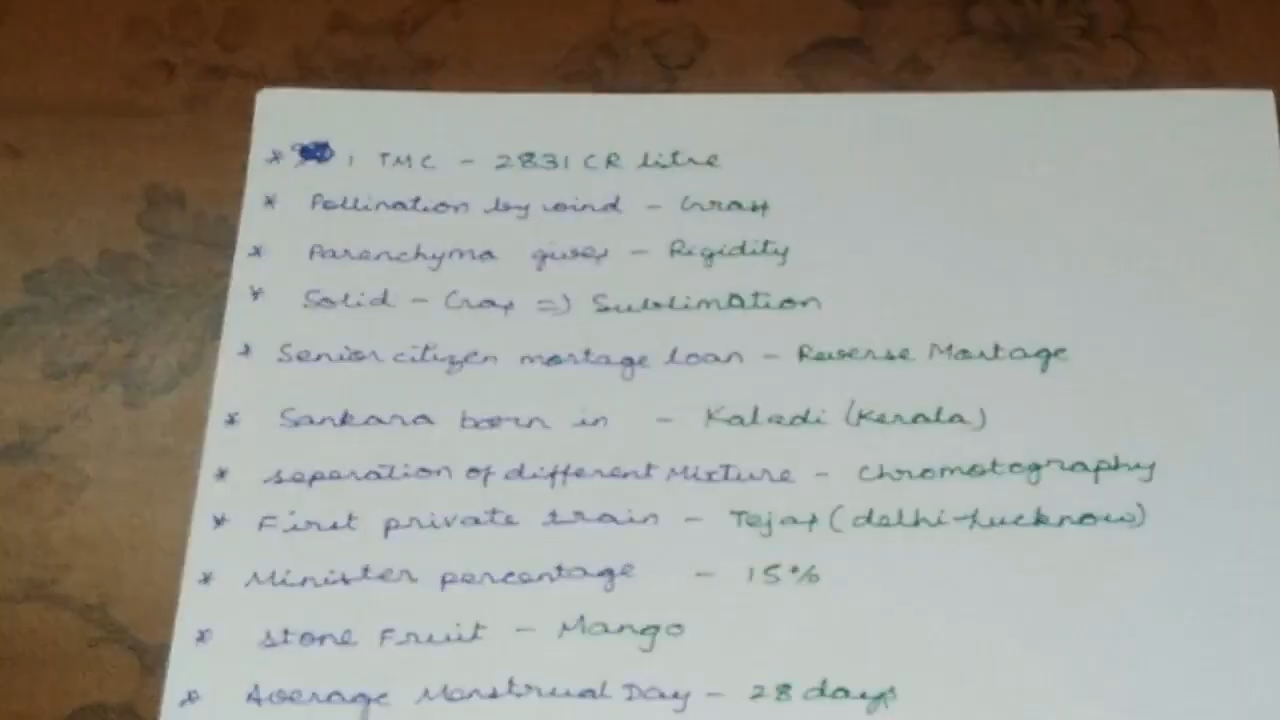 * 1 TMC - 2831 CR litre
* Pollination by wind - Grass
* Parenchyma gives - Rigidity
* Solid - Gas => Sublimation
* Senior citizen mortage loan - Reverse Mortage
* Sankara born in - Kaladi (Kerala)
* separation of different Mixture - Chromotography
* First private train - Tejas (delhi-lucknow)
* Minister percentage - 15%
* Stone Fruit - Mango
* Average Menstrual Day - 28 days